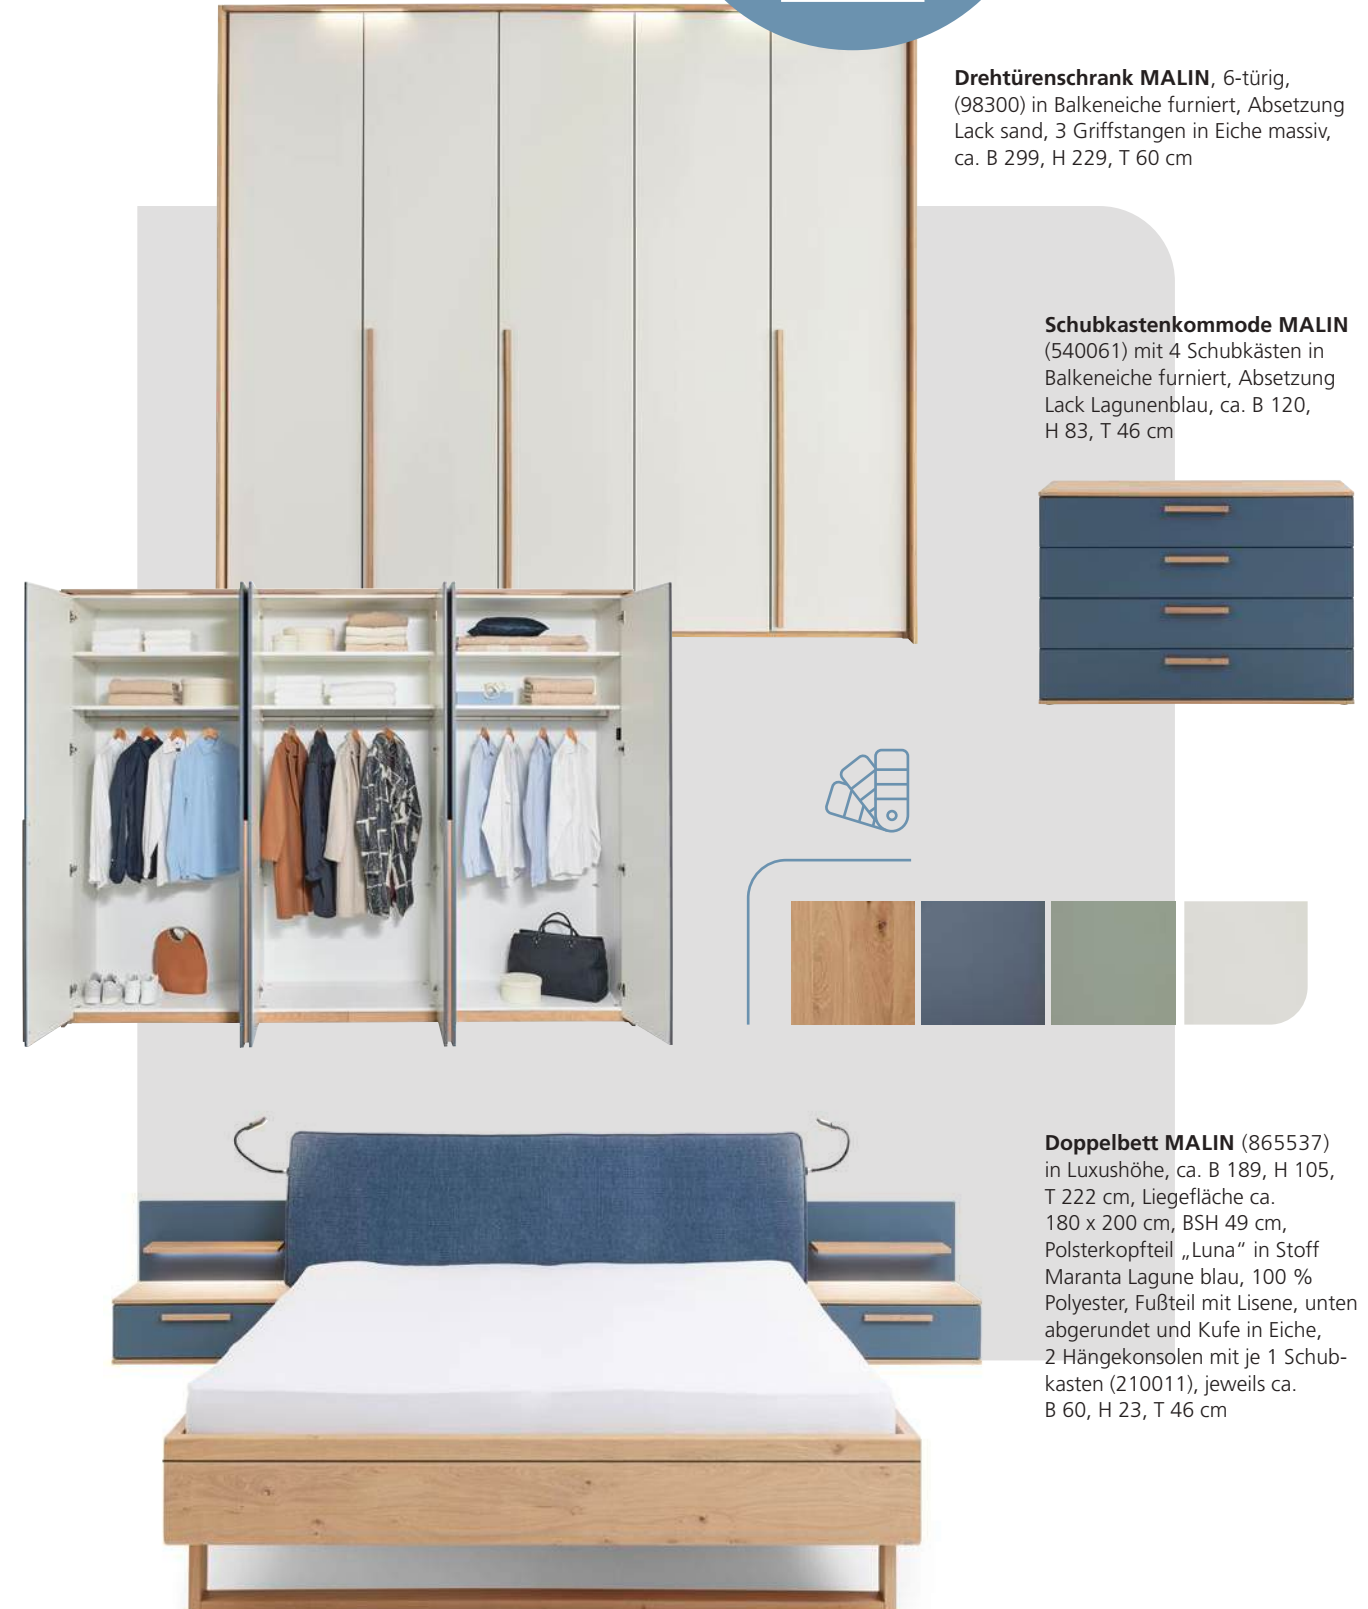 Drehtürenschrank MALIN, 6-türig,
(98300) in Balkeneiche furniert, Absetzung
Lack sand, 3 Griffstangen in Eiche massiv,
ca. B 299, H 229, T 60 cm
Schubkastenkommode MALIN
(540061) mit 4 Schubkästen in
Balkeneiche furniert, Absetzung
Lack Lagunenblau, ca. B 120,
H 83, T 46 cm
Doppelbett MALIN (865537)
in Luxushöhe, ca. B 189, H 105,
T 222 cm, Liegefläche ca.
180 x 200 cm, BSH 49 cm,
Polsterkopfteil „Luna“ in Stoff
Maranta Lagune blau, 100 %
Polyester, Fußteil mit Lisene, unten
abgerundet und Kufe in Eiche,
2 Hängekonsolen mit je 1 Schub-
kasten (210011), jeweils ca.
B 60, H 23, T 46 cm